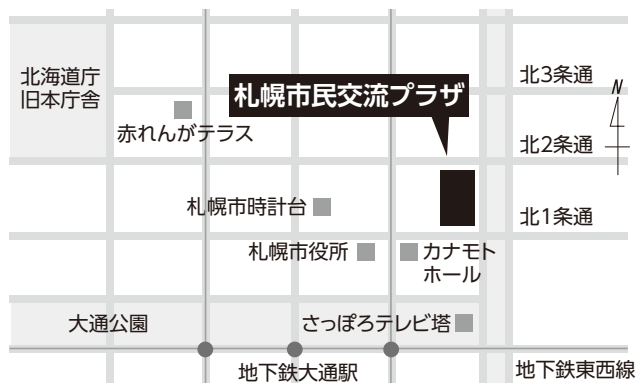 北海道庁
旧本庁舎
北3条通
N
札幌市民交流プラザ
赤れんがテラス
北2条通
札幌市時計台
北1条通
札幌市役所
カナモト
ホール
大通公園
さっぽろテレビ塔
地下鉄大通駅
地下鉄東西線